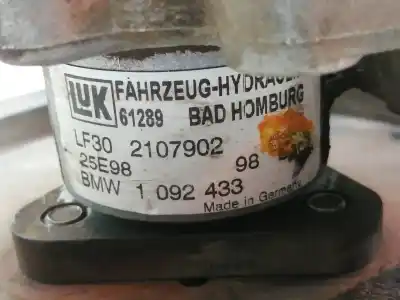 LUK FAHRZEUG-HYDRAULIK
61289 BAD HOMBURG
LF30 2107902
25E98 98
BMW 1 092 433
Made in Germany